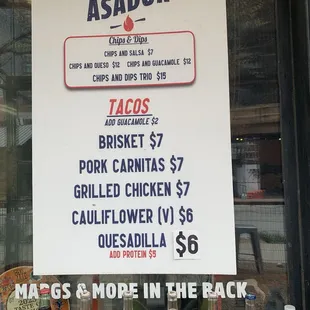 ASADOR
Chips & Dips
CHIPS AND SALSA $7
CHIPS AND QUESO $12 CHIPS AND GUACAMOLE $12
CHIPS AND DIPS TRIO $15
TACOS
ADD GUACAMOLE $2
BRISKET $7
PORK CARNITAS $7
GRILLED CHICKEN $7
CAULIFLOWER (V) $6
QUESADILLA $6
ADD PROTEIN $5
MARGS & MORE IN THE BACK
TASTE